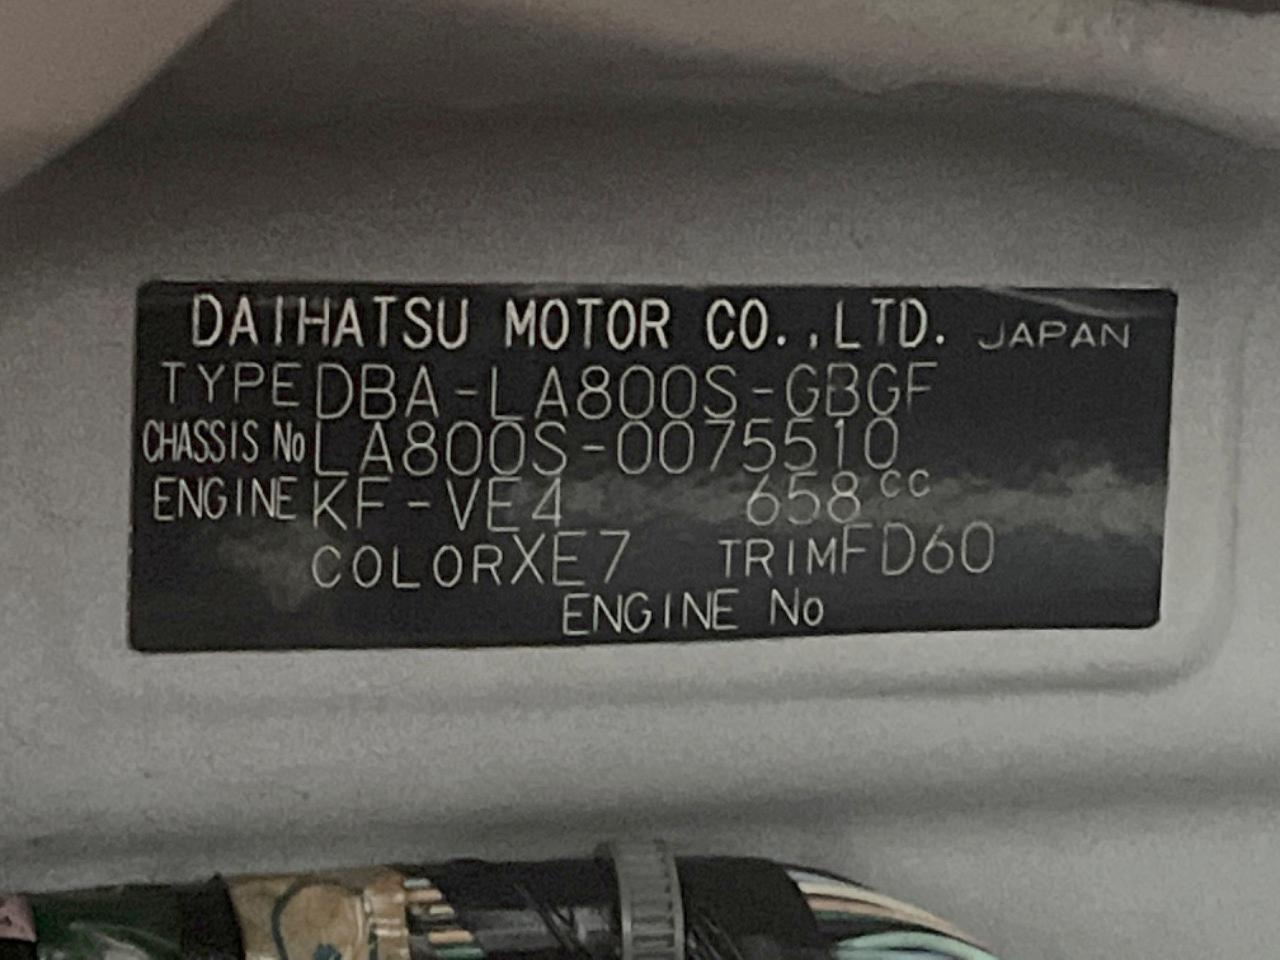 DAIHATSU MOTOR CO.,LTD. JAPAN
TYPE DBA-LA800S-GBGF
CHASSIS No LA800S-0075510
ENGINE KF-VE4 658cc
COLOR XE7 TRIM FD60
ENGINE No